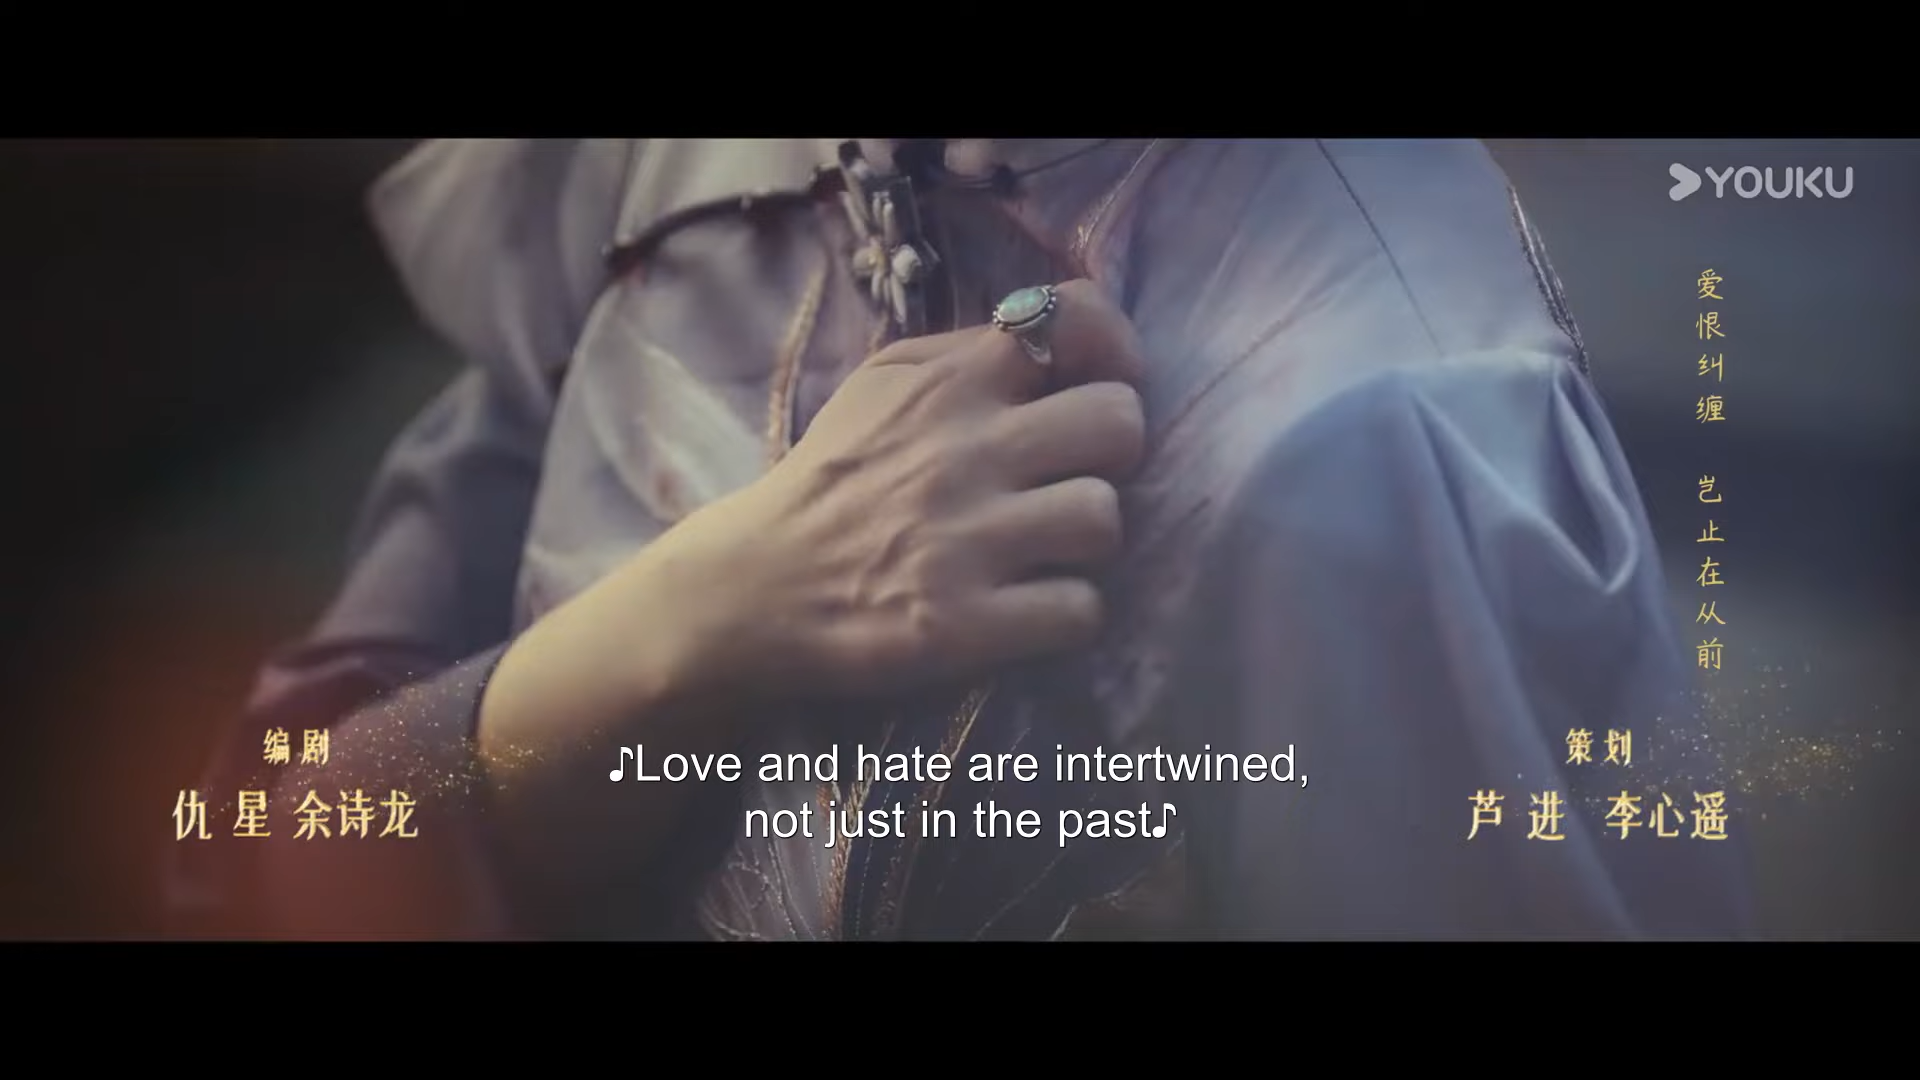 YOUKU
爱恨纠缠 岂止在从前
编剧
仇星 余诗龙
策划
芦进 李心遥
♪Love and hate are intertwined,
not just in the past♪